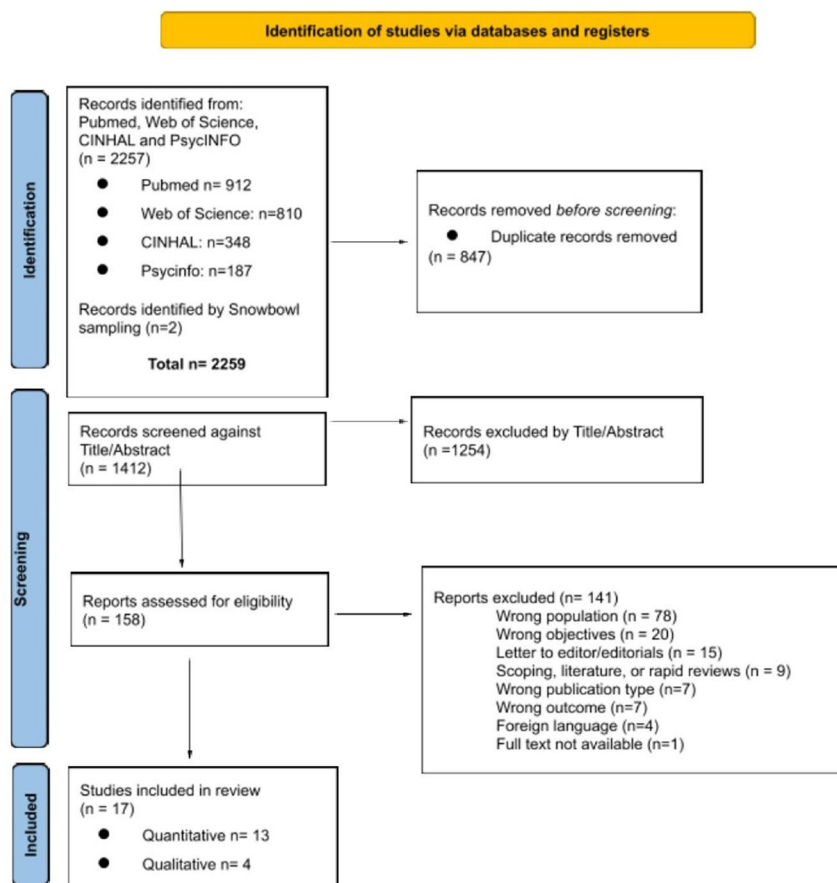 Identification of studies via databases and registers
Identification
Records identified from:
Pubmed, Web of Science,
CINHAL and PsycINFO
(n = 2257)
● Pubmed n= 912
● Web of Science: n=810
● CINHAL: n=348
● Psycinfo: n=187
Records identified by Snowbowl
sampling (n=2)
Total n= 2259
Records removed before screening:
● Duplicate records removed
(n = 847)
Screening
Records screened against
Title/Abstract
(n = 1412)
Records excluded by Title/Abstract
(n =1254)
Reports assessed for eligibility
(n = 158)
Reports excluded (n= 141)
Wrong population (n = 78)
Wrong objectives (n = 20)
Letter to editor/editorials (n = 15)
Scoping, literature, or rapid reviews (n = 9)
Wrong publication type (n=7)
Wrong outcome (n=7)
Foreign language (n=4)
Full text not available (n=1)
Included
Studies included in review
(n = 17)
● Quantitative n= 13
● Qualitative n= 4